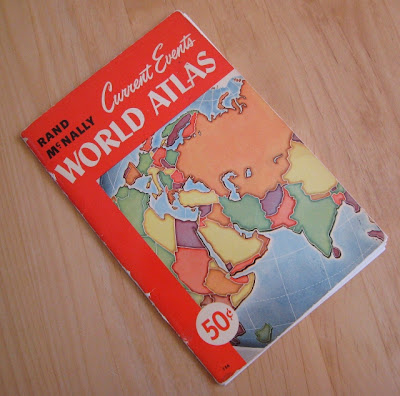 RAND
McNALLY
Current Events
WORLD ATLAS
50¢